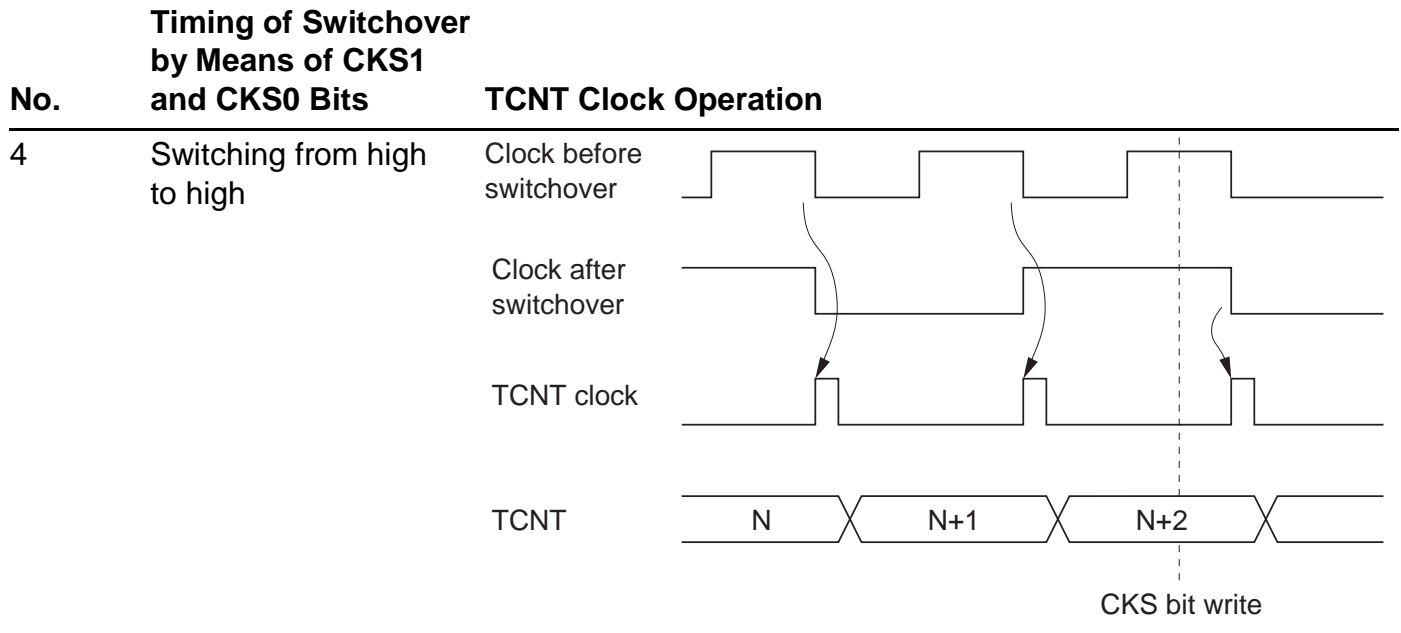 Timing of Switchover
by Means of CKS1
No. and CKS0 Bits TCNT Clock Operation
4 Switching from high
to high
Clock before
switchover
Clock after
switchover
TCNT clock
TCNT N N+1 N+2
CKS bit write